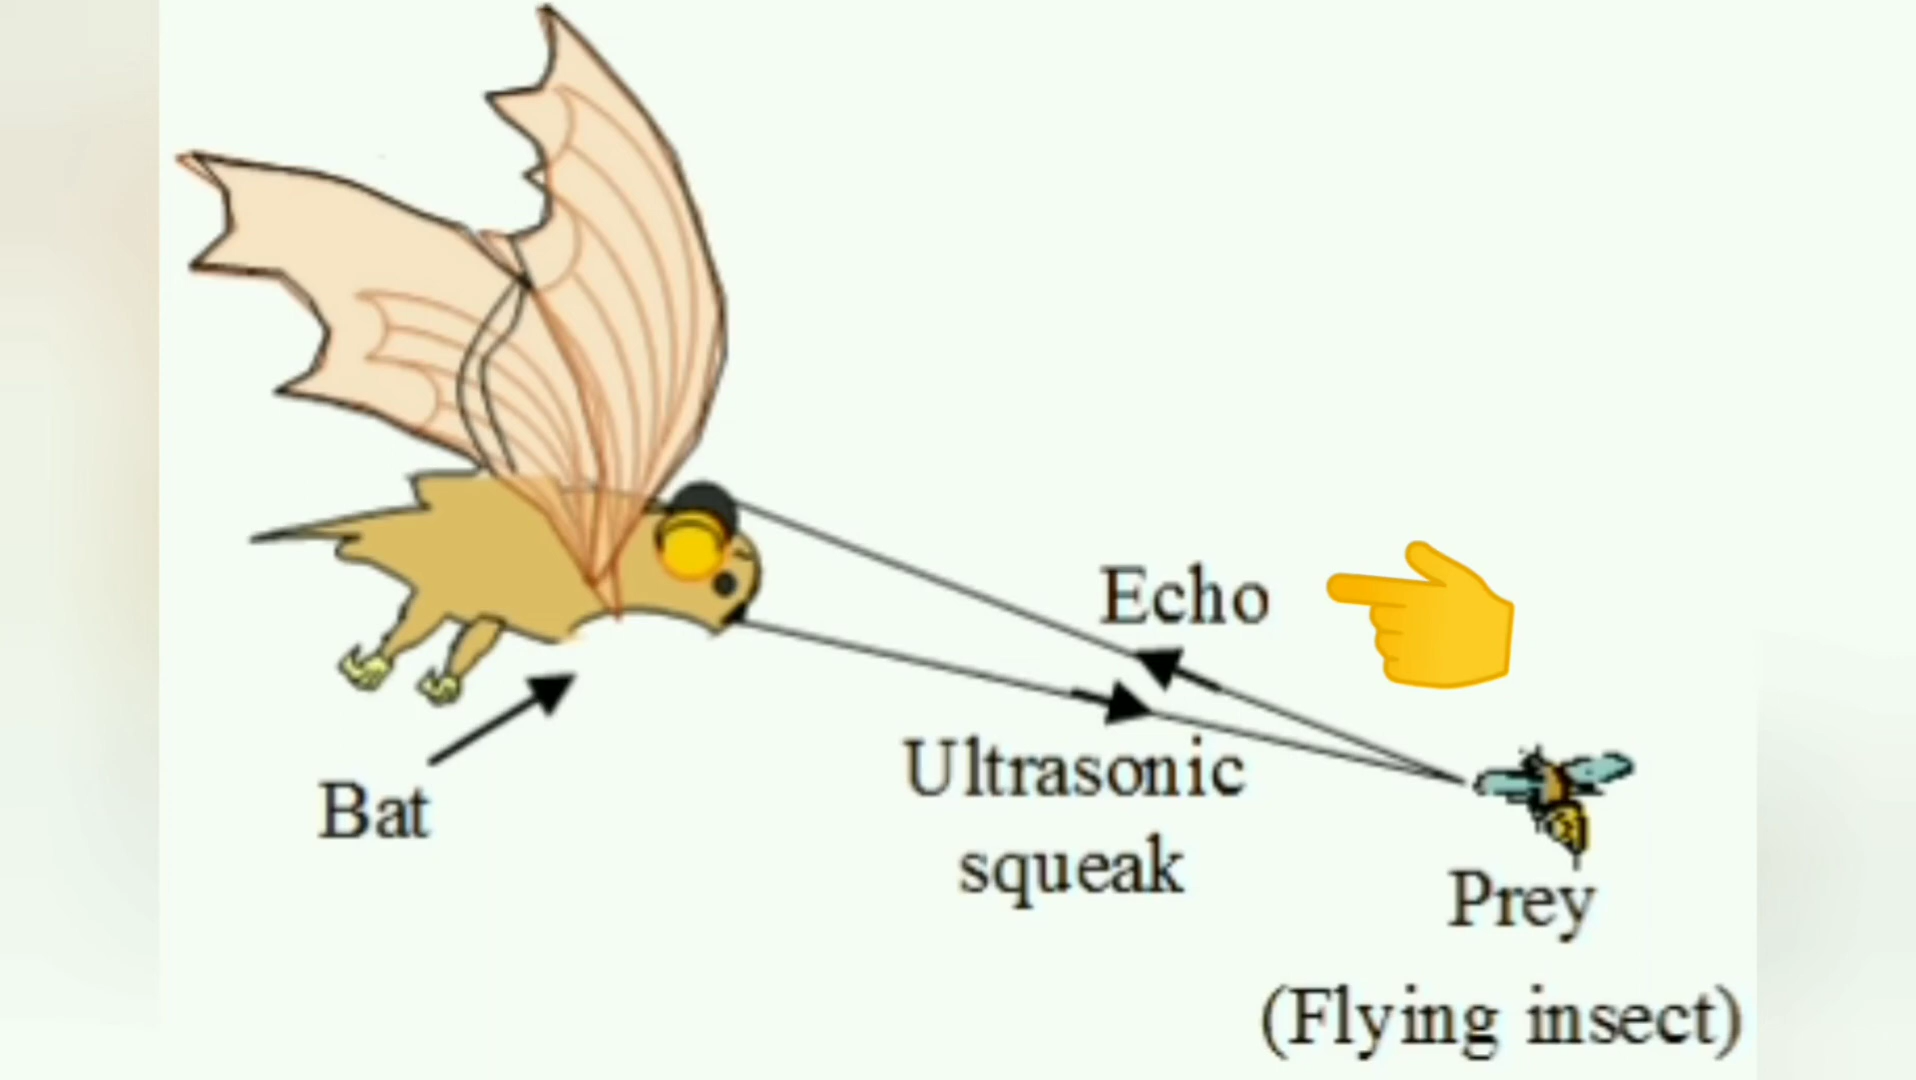 Echo
Ultrasonic
squeak
Bat
Prey
(Flying insect)